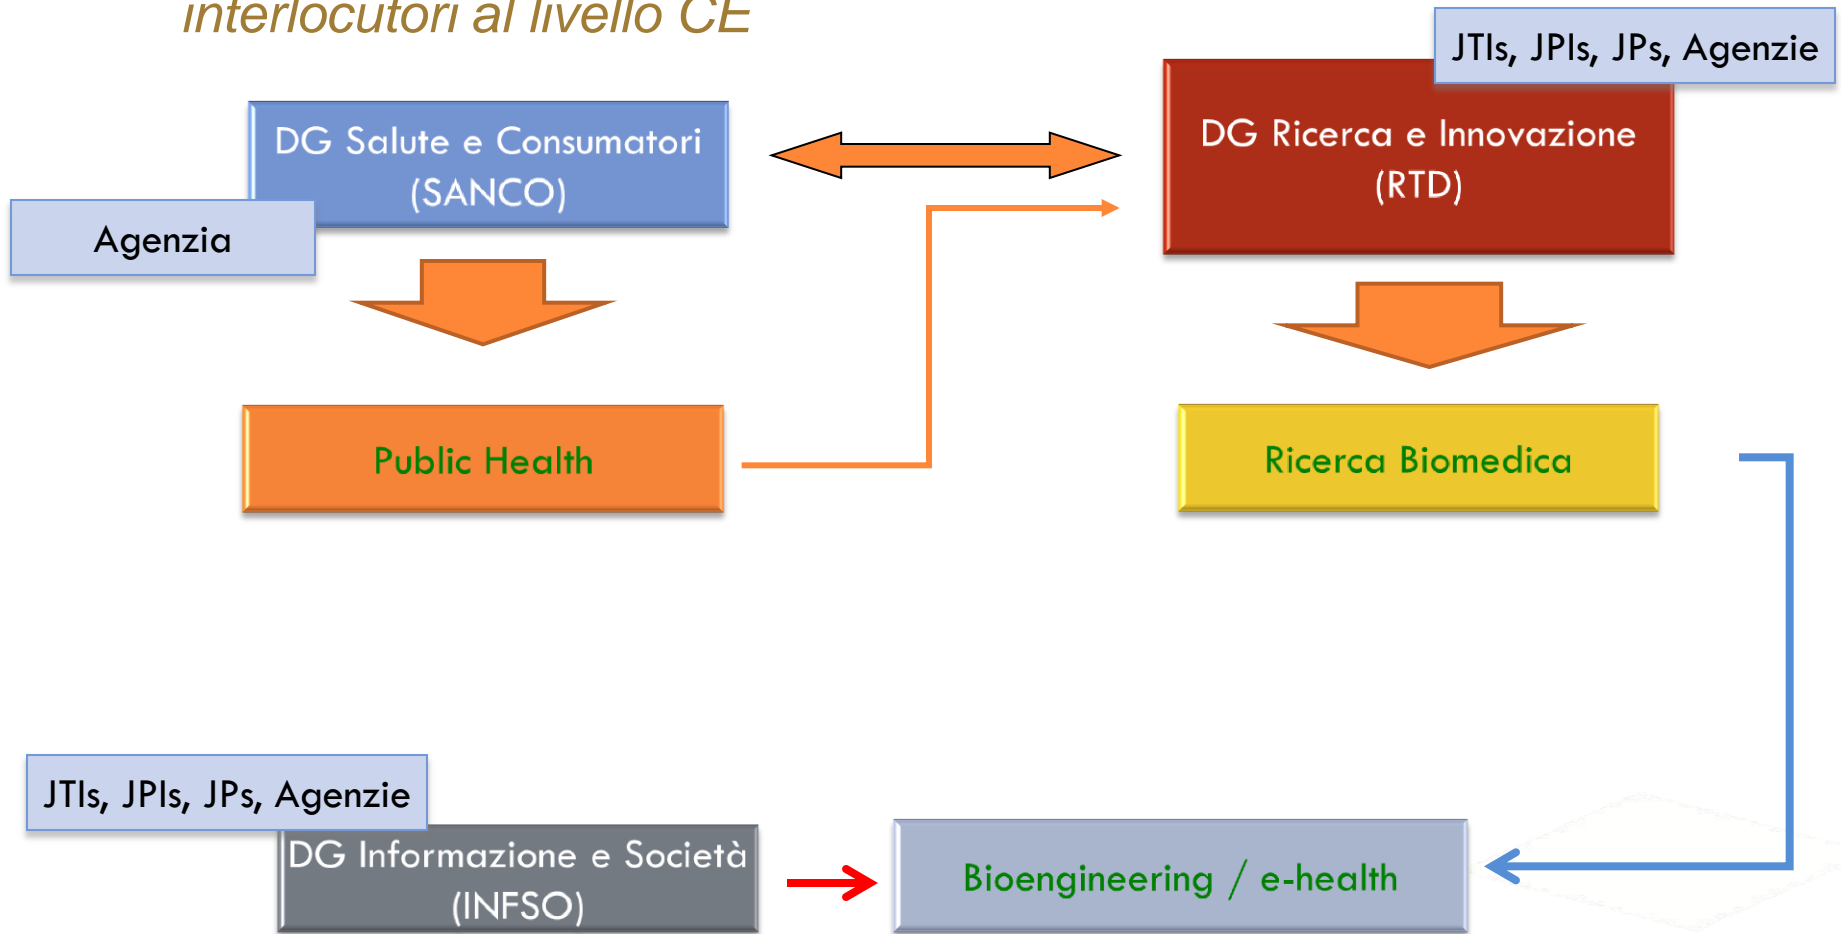 interlocutori al livello CE
JTIs, JPIs, JPs, Agenzie
DG Salute e Consumatori
(SANCO)
DG Ricerca e Innovazione
(RTD)
Agenzia
Public Health
Ricerca Biomedica
JTIs, JPIs, JPs, Agenzie
DG Informazione e Società
(INFSO)
Bioengineering / e-health